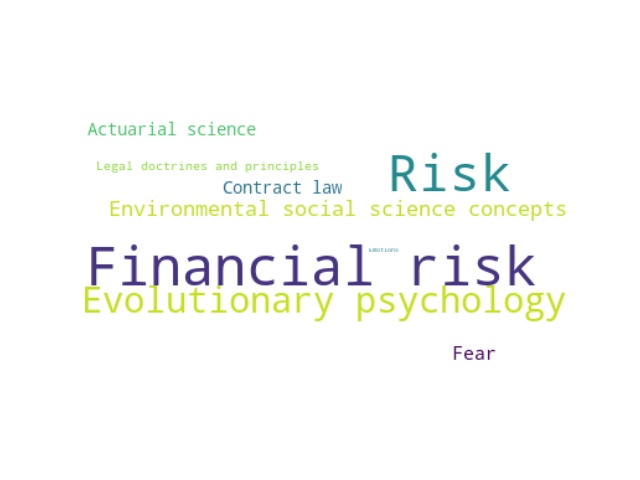 Actuarial science
Legal doctrines and principles
Risk
Contract law
Environmental social science concepts
Emotions
Financial risk
Evolutionary psychology
Fear